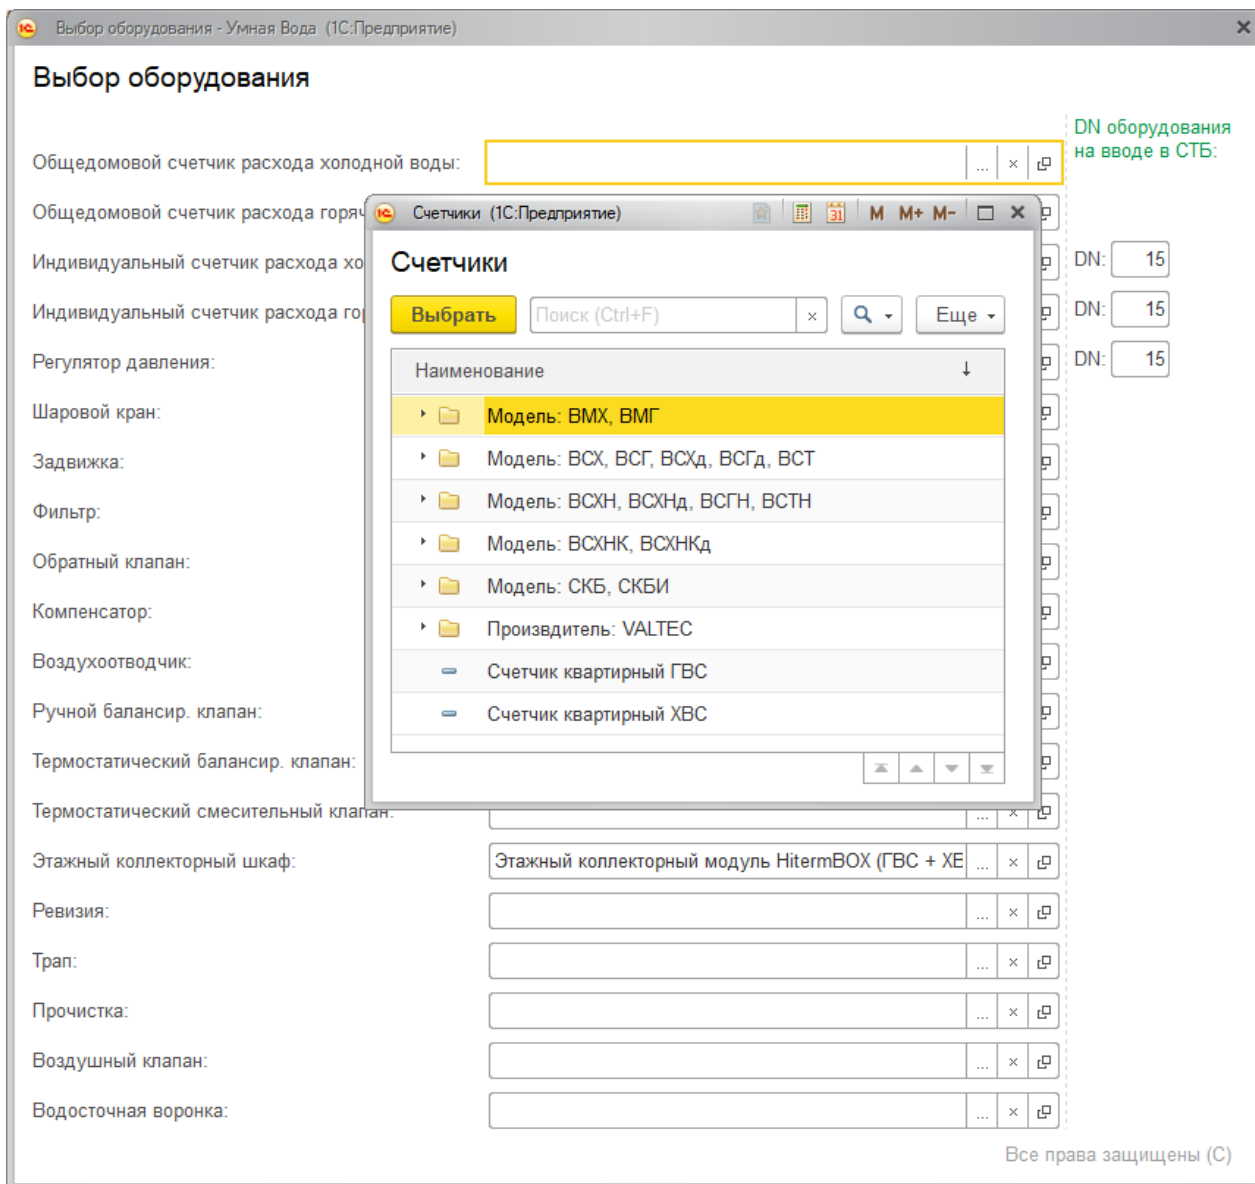 Выбор оборудования - Умная Вода (1С:Предприятие)
Выбор оборудования
DN оборудования
на вводе в СТБ:
Общедомовой счетчик расхода холодной воды:
Общедомовой счетчик расхода горяч
Счетчики (1С:Предприятие)
31 M M+ M-
Индивидуальный счетчик расхода хо
Счетчики
DN: 15
Индивидуальный счетчик расхода гор
Выбрать Поиск (Ctrl+F) Еще
DN: 15
Регулятор давления:
Наименование
DN: 15
Шаровой кран:
Модель: ВМХ, ВМГ
Задвижка:
Модель: ВСХ, ВСГ, ВСХд, ВСГд, ВСТ
Фильтр:
Модель: ВСХН, ВСХНд, ВСГН, ВСТН
Обратный клапан:
Модель: ВСХНК, ВСХНКд
Компенсатор:
Модель: СКБ, СКБИ
Воздухоотводчик:
Произвдитель: VALTEC
Счетчик квартирный ГВС
Ручной балансир. клапан:
Счетчик квартирный ХВС
Термостатический балансир. клапан:
Термостатический смесительный клапан:
Этажный коллекторный шкаф: Этажный коллекторный модуль HitermBOX (ГВС + ХЕ
Ревизия:
Трап:
Прочистка:
Воздушный клапан:
Водосточная воронка:
Все права защищены (С)